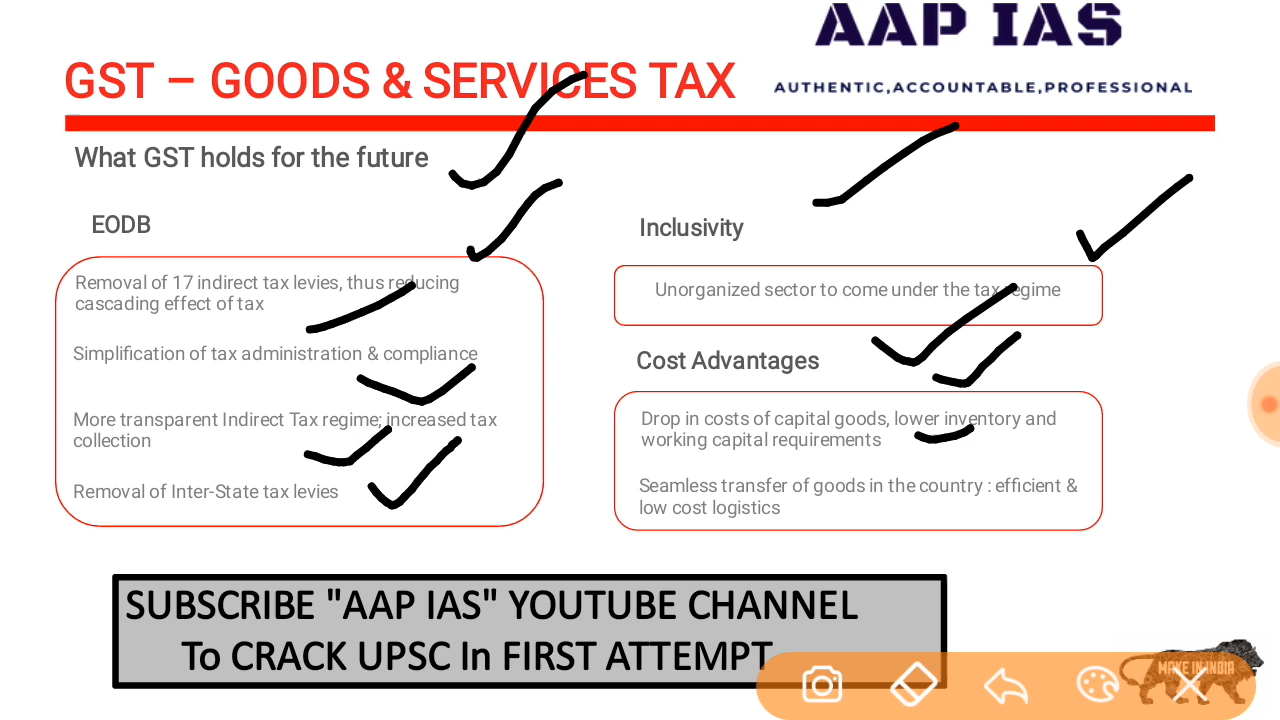 AAP IAS
AUTHENTIC,ACCOUNTABLE,PROFESSIONAL
GST – GOODS & SERVICES TAX
What GST holds for the future
EODB
Removal of 17 indirect tax levies, thus reducing
cascading effect of tax
Simplification of tax administration & compliance
More transparent Indirect Tax regime; increased tax
collection
Removal of Inter-State tax levies
Inclusivity
Unorganized sector to come under the tax regime
Cost Advantages
Drop in costs of capital goods, lower inventory and
working capital requirements
Seamless transfer of goods in the country : efficient &
low cost logistics
SUBSCRIBE "AAP IAS" YOUTUBE CHANNEL
To CRACK UPSC In FIRST ATTEMPT
MAKE IN INDIA